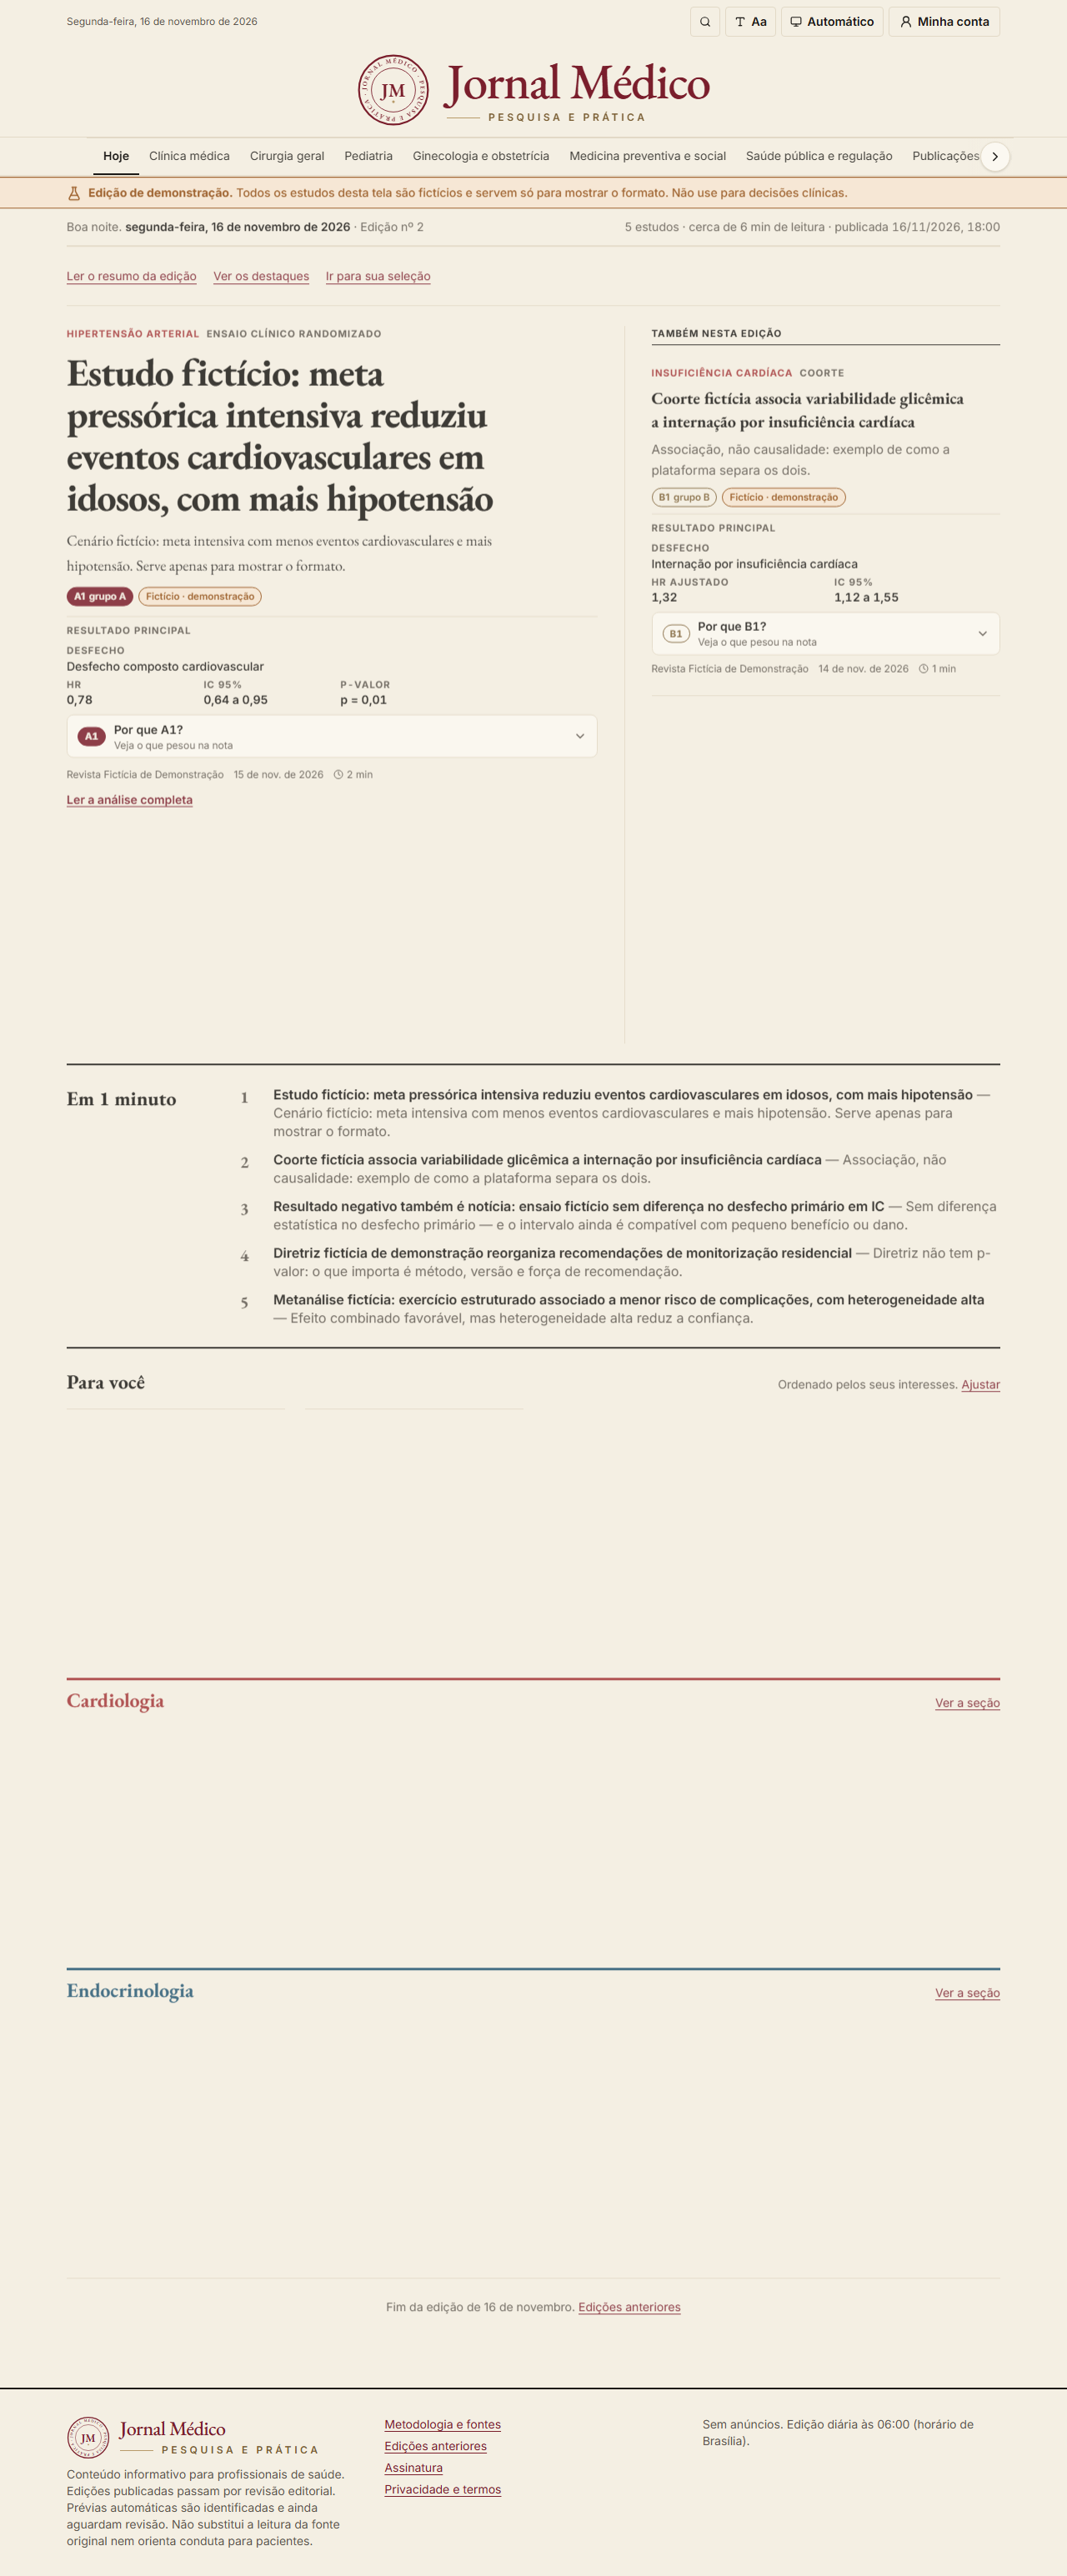 Segunda-feira, 16 de novembro de 2026
Aa
Automático
Minha conta
JORNAL MÉDICO · PESQUISA E PRÁTICA ·
JM
Jornal Médico
PESQUISA E PRÁTICA
Hoje
Clínica médica
Cirurgia geral
Pediatria
Ginecologia e obstetrícia
Medicina preventiva e social
Saúde pública e regulação
Publicações
Edição de demonstração. Todos os estudos desta tela são fictícios e servem só para mostrar o formato. Não use para decisões clínicas.
Boa noite. segunda-feira, 16 de novembro de 2026 · Edição nº 2
5 estudos · cerca de 6 min de leitura · publicada 16/11/2026, 18:00
Ler o resumo da edição
Ver os destaques
Ir para sua seleção
HIPERTENSÃO ARTERIAL ENSAIO CLÍNICO RANDOMIZADO
Estudo fictício: meta
pressórica intensiva reduziu
eventos cardiovasculares em
idosos, com mais hipotensão
Cenário fictício: meta intensiva com menos eventos cardiovasculares e mais
hipotensão. Serve apenas para mostrar o formato.
A1 grupo A
Fictício · demonstração
RESULTADO PRINCIPAL
DESFECHO
Desfecho composto cardiovascular
HR
IC 95%
P-VALOR
0,78
0,64 a 0,95
p = 0,01
A1
Por que A1?
Veja o que pesou na nota
Revista Fictícia de Demonstração 15 de nov. de 2026 2 min
Ler a análise completa
TAMBÉM NESTA EDIÇÃO
INSUFICIÊNCIA CARDÍACA COORTE
Coorte fictícia associa variabilidade glicêmica
a internação por insuficiência cardíaca
Associação, não causalidade: exemplo de como a
plataforma separa os dois.
B1 grupo B
Fictício · demonstração
RESULTADO PRINCIPAL
DESFECHO
Internação por insuficiência cardíaca
HR AJUSTADO
IC 95%
1,32
1,12 a 1,55
B1
Por que B1?
Veja o que pesou na nota
Revista Fictícia de Demonstração 14 de nov. de 2026 1 min
Em 1 minuto
1
Estudo fictício: meta pressórica intensiva reduziu eventos cardiovasculares em idosos, com mais hipotensão —
Cenário fictício: meta intensiva com menos eventos cardiovasculares e mais hipotensão. Serve apenas para
mostrar o formato.
2
Coorte fictícia associa variabilidade glicêmica a internação por insuficiência cardíaca — Associação, não
causalidade: exemplo de como a plataforma separa os dois.
3
Resultado negativo também é notícia: ensaio fictício sem diferença no desfecho primário em IC — Sem diferença
estatística no desfecho primário — e o intervalo ainda é compatível com pequeno benefício ou dano.
4
Diretriz fictícia de demonstração reorganiza recomendações de monitorização residencial — Diretriz não tem p-
valor: o que importa é método, versão e força de recomendação.
5
Metanálise fictícia: exercício estruturado associado a menor risco de complicações, com heterogeneidade alta
— Efeito combinado favorável, mas heterogeneidade alta reduz a confiança.
Para você
Ordenado pelos seus interesses. Ajustar
Cardiologia
Ver a seção
Endocrinologia
Ver a seção
Fim da edição de 16 de novembro. Edições anteriores
JM
Jornal Médico
PESQUISA E PRÁTICA
Conteúdo informativo para profissionais de saúde.
Edições publicadas passam por revisão editorial.
Prévias automáticas são identificadas e ainda
aguardam revisão. Não substitui a leitura da fonte
original nem orienta conduta para pacientes.
Metodologia e fontes
Edições anteriores
Assinatura
Privacidade e termos
Sem anúncios. Edição diária às 06:00 (horário de
Brasília).